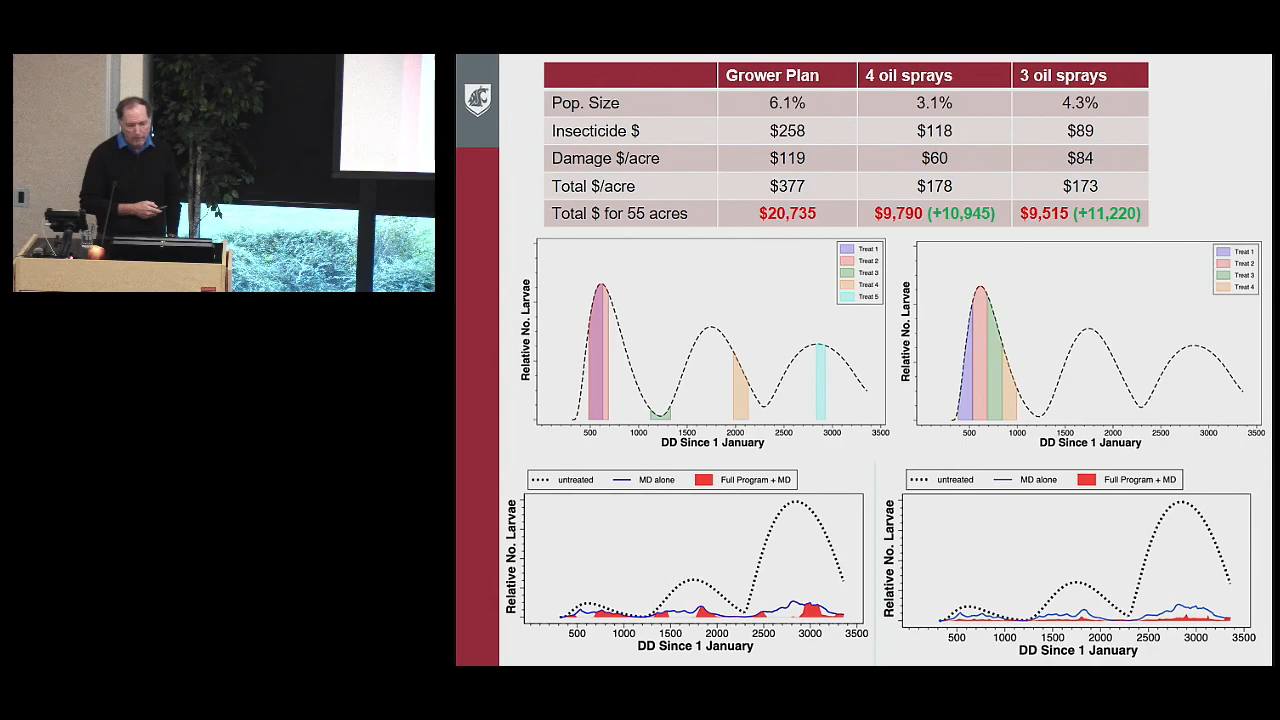 Grower Plan 4 oil sprays 3 oil sprays
Pop. Size 6.1% 3.1% 4.3%
Insecticide $ $258 $118 $89
Damage $/acre $119 $60 $84
Total $/acre $377 $178 $173
Total $ for 55 acres $20,735 $9,790 (+10,945) $9,515 (+11,220)
Relative No. Larvae
Treat 1
Treat 2
Treat 3
Treat 4
Treat 5
500 1000 1500 2000 2500 3000 3500
DD Since 1 January
Relative No. Larvae
Treat 1
Treat 2
Treat 3
Treat 4
500 1000 1500 2000 2500 3000 3500
DD Since 1 January
untreated MD alone Full Program + MD
Relative No. Larvae
500 1000 1500 2000 2500 3000 3500
DD Since 1 January
untreated MD alone Full Program + MD
Relative No. Larvae
500 1000 1500 2000 2500 3000 3500
DD Since 1 January